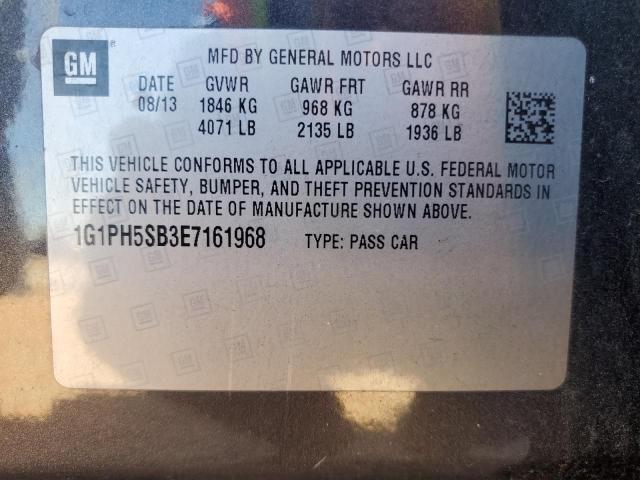 GM
MFD BY GENERAL MOTORS LLC
DATE GVWR GAWR FRT GAWR RR
08/13 1846 KG 968 KG 878 KG
4071 LB 2135 LB 1936 LB
THIS VEHICLE CONFORMS TO ALL APPLICABLE U.S. FEDERAL MOTOR
VEHICLE SAFETY, BUMPER, AND THEFT PREVENTION STANDARDS IN
EFFECT ON THE DATE OF MANUFACTURE SHOWN ABOVE.
1G1PH5SB3E7161968 TYPE: PASS CAR